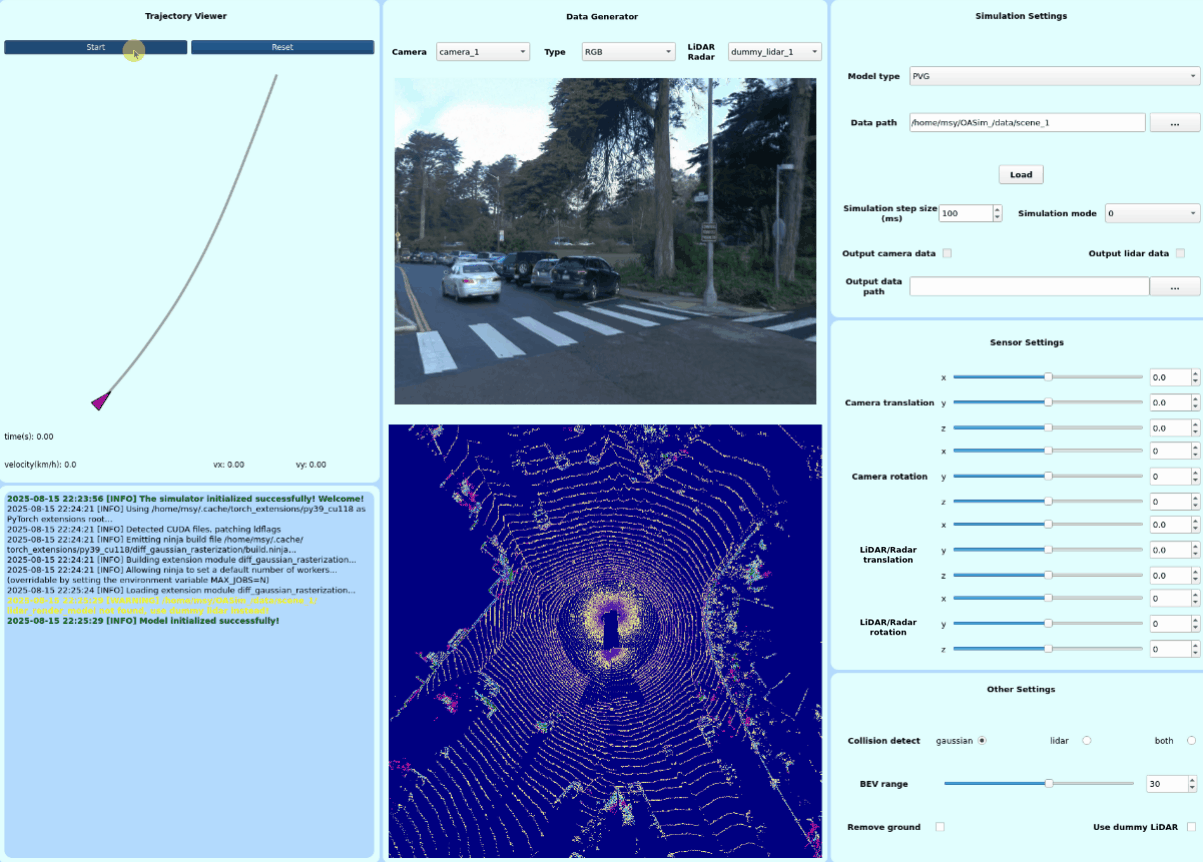 Trajectory Viewer
Start
Reset
time(s): 0.00
velocity(km/h): 0.0
vx: 0.00
vy: 0.00
2025-08-15 22:23:56 [INFO] The simulator initialized successfully! Welcome!
2025-08-15 22:24:21 [INFO] Using /home/msy/.cache/torch_extensions/py39_cu118 as
PyTorch extensions root...
2025-08-15 22:24:21 [INFO] Detected CUDA files, patching ldflags
2025-08-15 22:24:21 [INFO] Emitting ninja build file /home/msy/.cache/
torch_extensions/py39_cu118/diff_gaussian_rasterization/build.ninja...
2025-08-15 22:24:21 [INFO] Building extension module diff_gaussian_rasterization...
2025-08-15 22:24:21 [INFO] Allowing ninja to set a default number of workers...
(overridable by setting the environment variable MAX_JOBS=N)
2025-08-15 22:25:24 [INFO] Loading extension module diff_gaussian_rasterization...
2025-08-15 22:25:29 [INFO] Model initialized successfully!
Data Generator
Camera
camera_1
Type
RGB
LiDAR
Radar
dummy_lidar_1
Simulation Settings
Model type
PVG
Data path
/home/msy/OASim_/data/scene_1
...
Load
Simulation step size
(ms)
100
Simulation mode
0
Output camera data
Output lidar data
Output data
path
...
Sensor Settings
Camera translation
x
0.0
y
0.0
z
0.0
Camera rotation
x
0
y
0
z
0
LiDAR/Radar
translation
x
0.0
y
0.0
z
0.0
LiDAR/Radar
rotation
x
0
y
0
z
0
Other Settings
Collision detect
gaussian
lidar
both
BEV range
30
Remove ground
Use dummy LiDAR